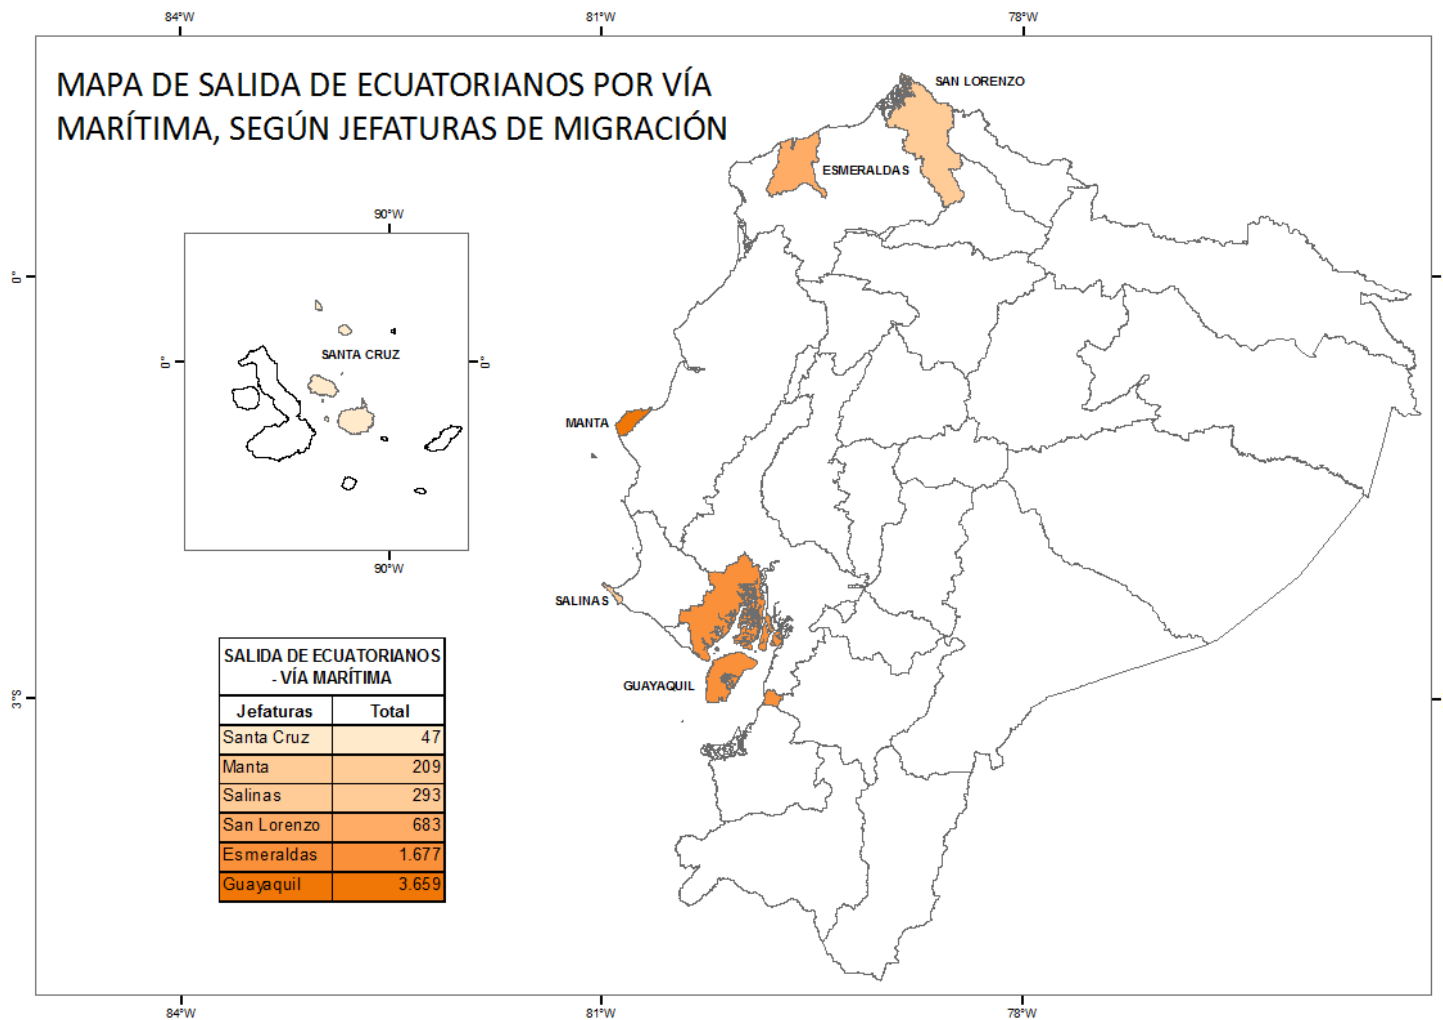 84°W
81°W
78°W
MAPA DE SALIDA DE ECUATORIANOS POR VÍA
MARÍTIMA, SEGÚN JEFATURAS DE MIGRACIÓN
SAN LORENZO
ESMERALDAS
90°W
0°
SANTA CRUZ
0°
0°
MANTA
90°W
SALINAS
GUAYAQUIL
3°S
SALIDA DE ECUATORIANOS
- VÍA MARÍTIMA
Jefaturas Total
Santa Cruz 47
Manta 209
Salinas 293
San Lorenzo 683
Esmeraldas 1.677
Guayaquil 3.659
84°W
81°W
78°W